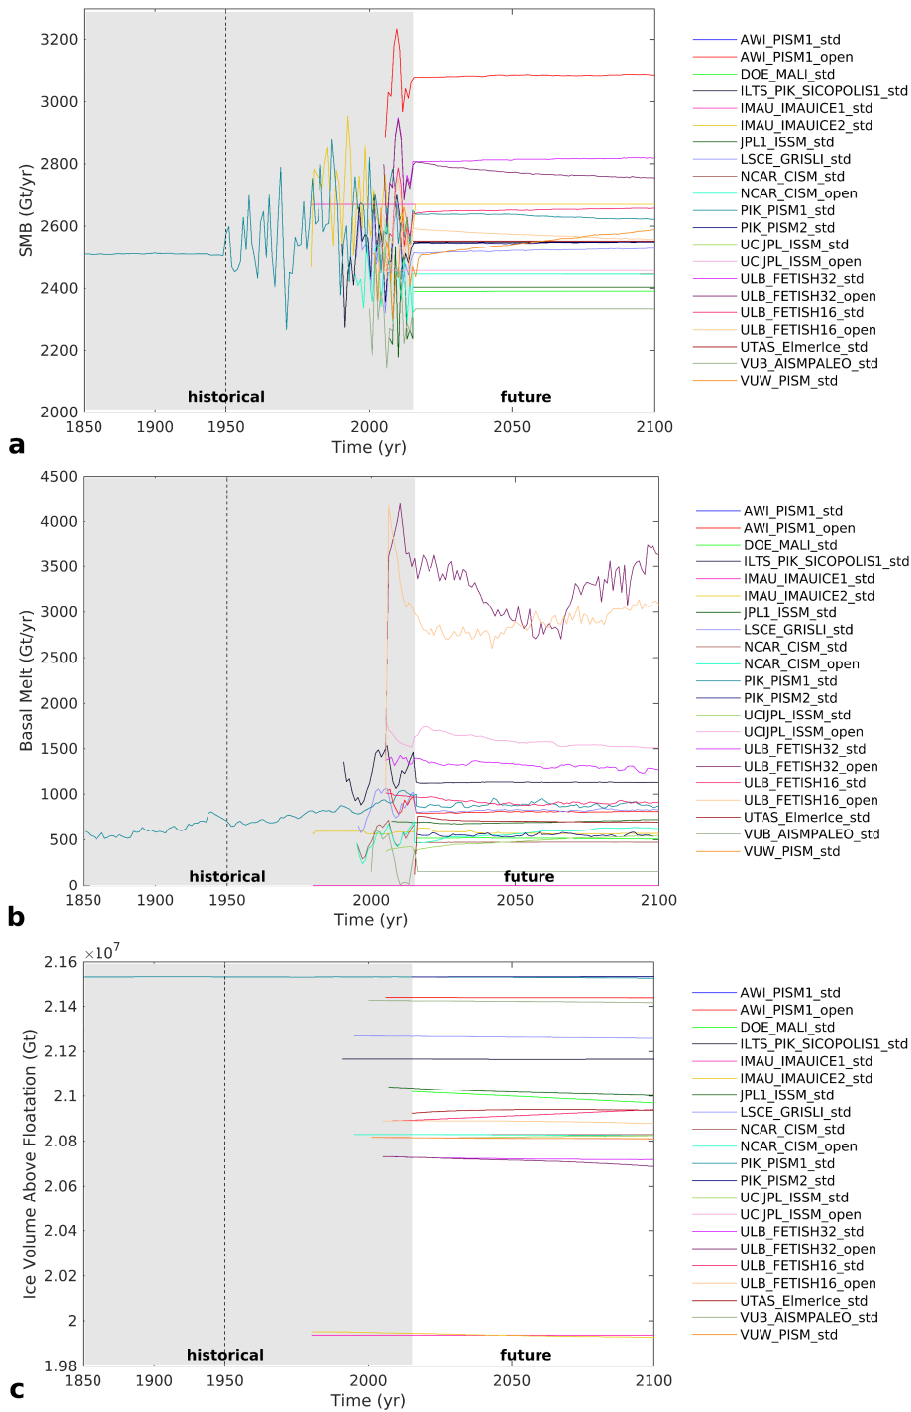 3200
3000
2800
2600
2400
2200
2000
SMB (Gt/yr)
historical
future
1850 1900 1950 2000 2050 2100
Time (yr)
a
AWI_PISM1_std
AWI_PISM1_open
DOE_MALI_std
ILTS_PIK_SICOPOLIS1_std
IMAU_IMAUICE1_std
IMAU_IMAUICE2_std
JPL1_ISSM_std
LSCE_GRISLI_std
NCAR_CISM_std
NCAR_CISM_open
PIK_PISM1_std
PIK_PISM2_std
UCIJPL_ISSM_std
UCIJPL_ISSM_open
ULB_FETISH32_std
ULB_FETISH32_open
ULB_FETISH16_std
ULB_FETISH16_open
UTAS_ElmerIce_std
VUB_AISMPALEO_std
VUW_PISM_std
4500
4000
3500
3000
2500
2000
1500
1000
500
0
Basal Melt (Gt/yr)
historical
future
1850 1900 1950 2000 2050 2100
Time (yr)
b
AWI_PISM1_std
AWI_PISM1_open
DOE_MALI_std
ILTS_PIK_SICOPOLIS1_std
IMAU_IMAUICE1_std
IMAU_IMAUICE2_std
JPL1_ISSM_std
LSCE_GRISLI_std
NCAR_CISM_std
NCAR_CISM_open
PIK_PISM1_std
PIK_PISM2_std
UCIJPL_ISSM_std
UCIJPL_ISSM_open
ULB_FETISH32_std
ULB_FETISH32_open
ULB_FETISH16_std
ULB_FETISH16_open
UTAS_ElmerIce_std
VUB_AISMPALEO_std
VUW_PISM_std
×10⁷
2.16
2.14
2.12
2.1
2.08
2.06
2.04
2.02
2
1.98
Ice Volume Above Floatation (Gt)
historical
future
1850 1900 1950 2000 2050 2100
Time (yr)
c
AWI_PISM1_std
AWI_PISM1_open
DOE_MALI_std
ILTS_PIK_SICOPOLIS1_std
IMAU_IMAUICE1_std
IMAU_IMAUICE2_std
JPL1_ISSM_std
LSCE_GRISLI_std
NCAR_CISM_std
NCAR_CISM_open
PIK_PISM1_std
PIK_PISM2_std
UCIJPL_ISSM_std
UCIJPL_ISSM_open
ULB_FETISH32_std
ULB_FETISH32_open
ULB_FETISH16_std
ULB_FETISH16_open
UTAS_ElmerIce_std
VUB_AISMPALEO_std
VUW_PISM_std